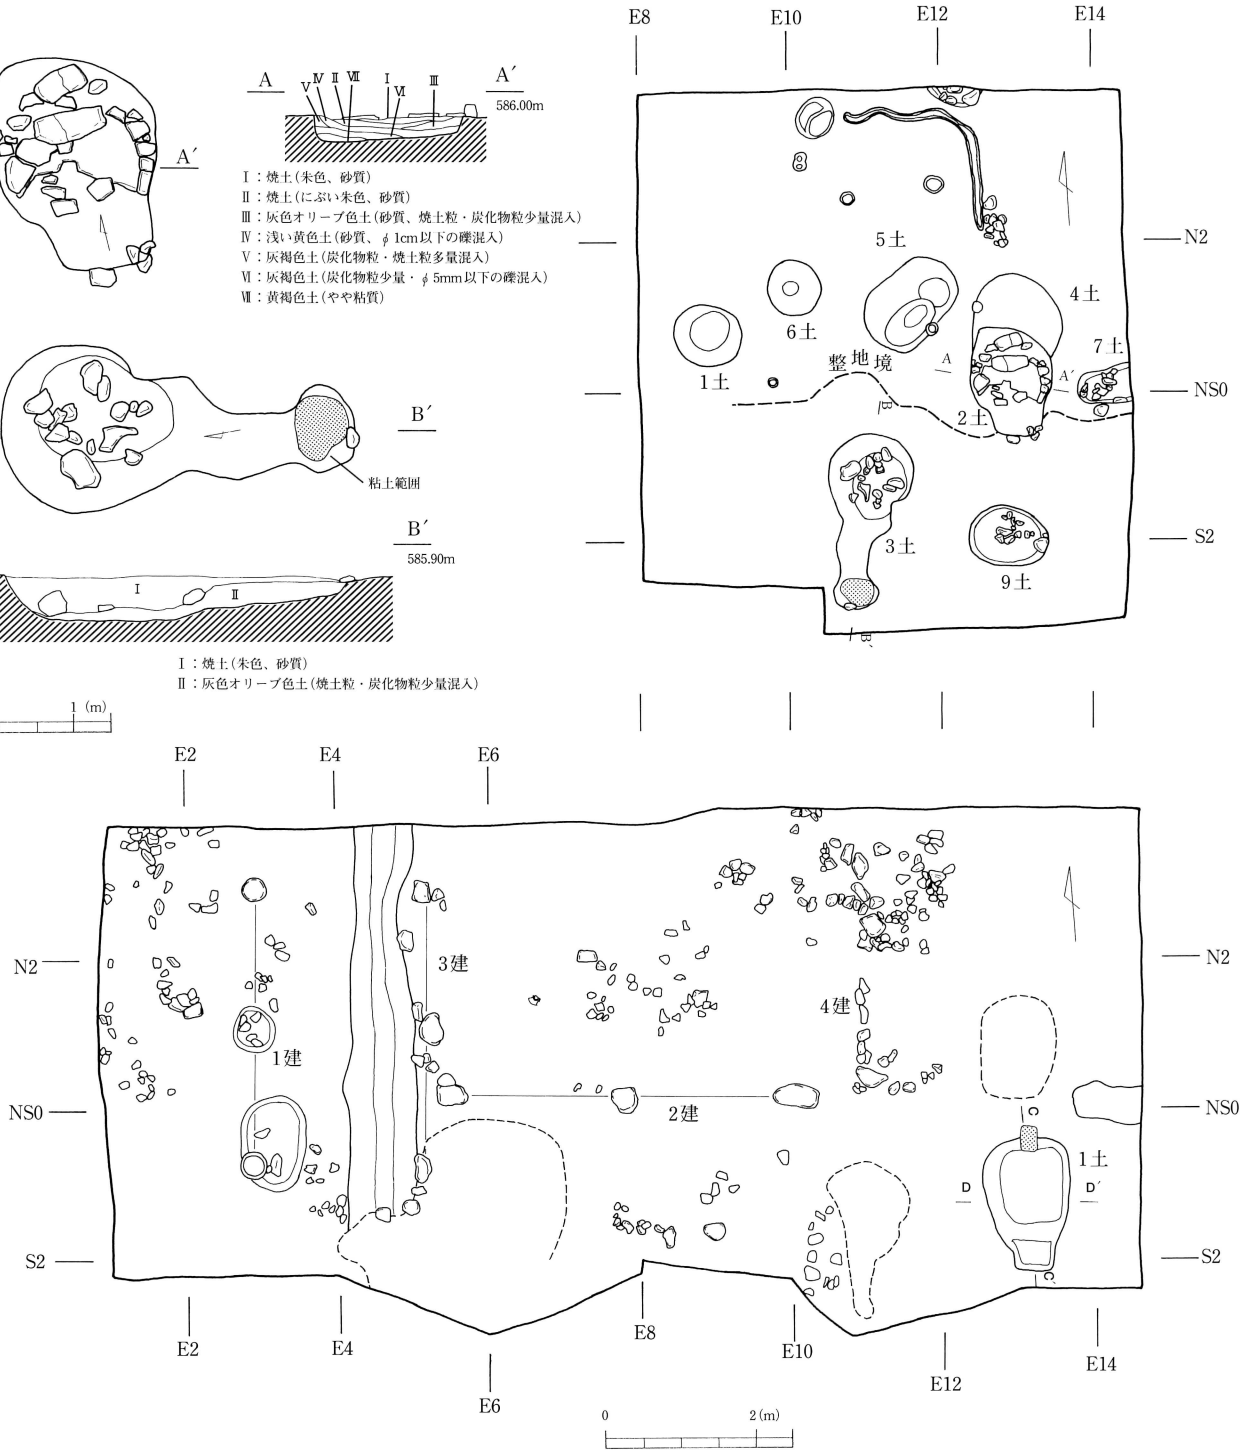 A
Ⅴ Ⅳ Ⅱ Ⅶ Ⅰ Ⅵ Ⅲ
A′
586.00m
A′
Ⅰ：焼土(朱色、砂質)
Ⅱ：焼土(にぶい朱色、砂質)
Ⅲ：灰色オリーブ色土(砂質、焼土粒・炭化物粒少量混入)
Ⅳ：浅い黄色土(砂質、φ1cm以下の礫混入)
Ⅴ：灰褐色土(炭化物粒・焼土粒多量混入)
Ⅵ：灰褐色土(炭化物粒少量・φ5mm以下の礫混入)
Ⅶ：黄褐色土(やや粘質)
B′
粘土範囲
B′
585.90m
Ⅰ
Ⅱ
Ⅰ：焼土(朱色、砂質)
Ⅱ：灰色オリーブ色土(焼土粒・炭化物粒少量混入)
1 (m)
E8 E10 E12 E14
N2
5土
4土
6土
7土
1土
整地境
A
A′
NS0
2土
B
3土
S2
9土
B′
E2 E4 E6
N2
3建
N2
4建
1建
NS0
2建
NS0
C
1土
D
D′
S2
S2
C′
E2 E4 E6 E8 E10 E12 E14
0 2(m)